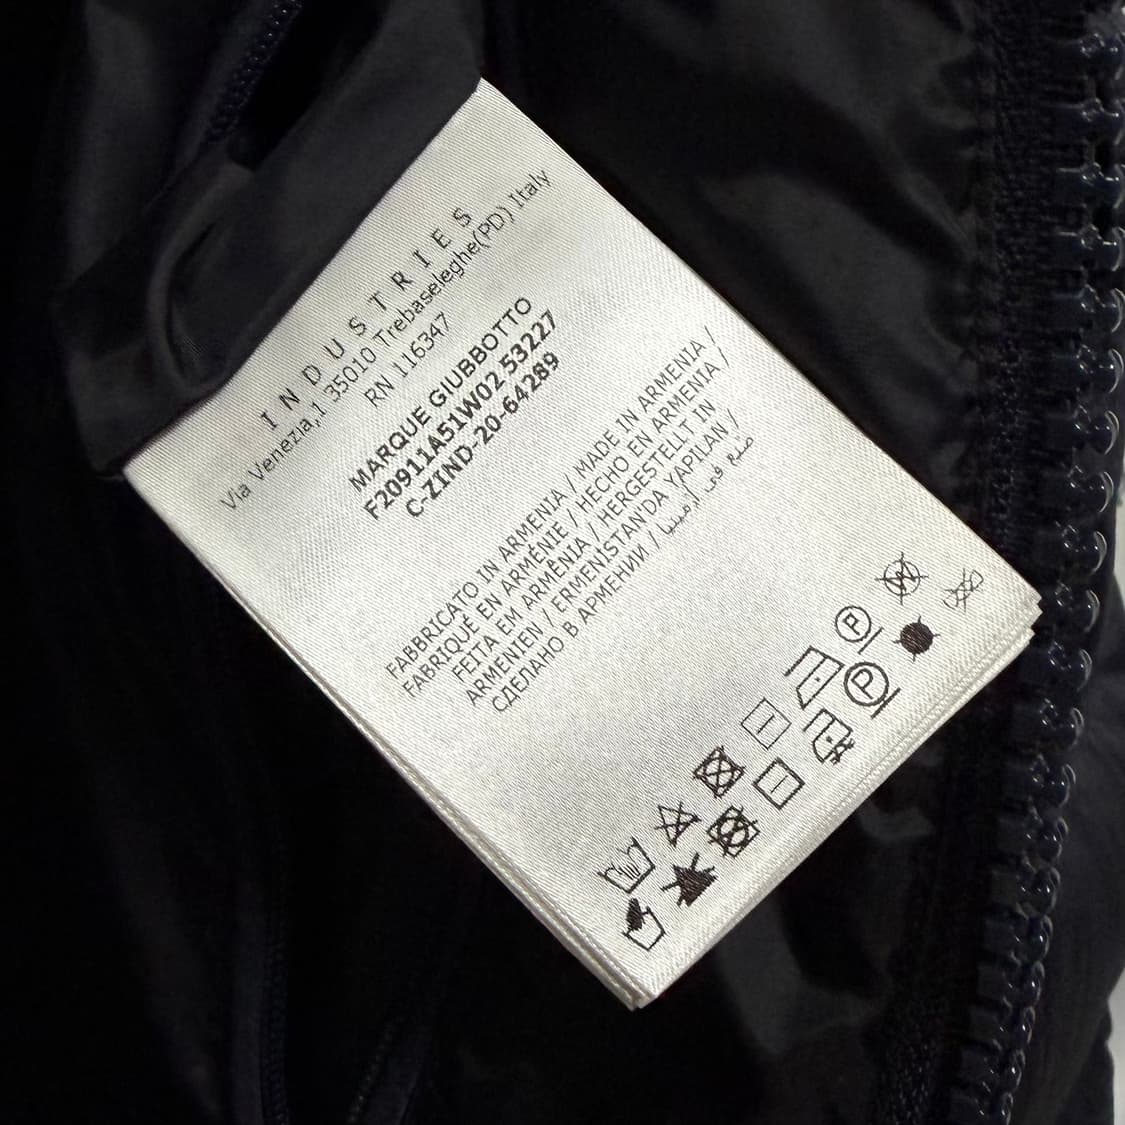 INDUSTRIES
Via Venezia,1 35010 Trebaseleghe(PD) Italy
RN 116347
MARQUE GIUBBOTTO
F20911A51W02 53227
C-ZIND-20-64289
FABBRICATO IN ARMENIA / MADE IN ARMENIA /
FABRIQUÉ EN ARMÉNIE / HECHO EN ARMENIA /
FEITA EM ARMÊNIA / HERGESTELLT IN
ARMENIEN / ERMENİSTAN'DA YAPILAN /
СДЕЛАНО В АРМЕНИИ / صنع في أرمينيا
P
P